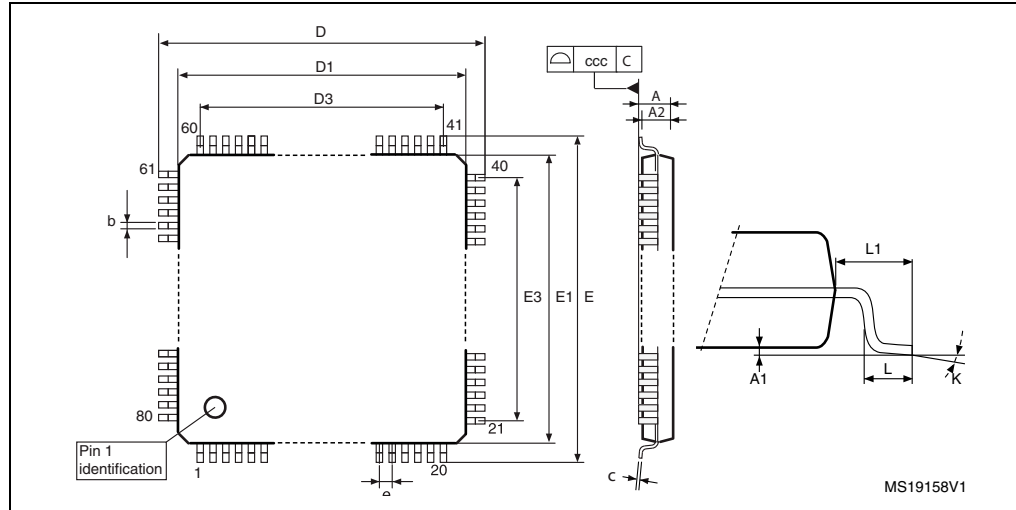 D
D1
ccc C
D3
A
A2
60
41
61
40
b
L1
E3
E1
E
A1
L
K
80
21
Pin 1
identification
1
20
e
c
MS19158V1